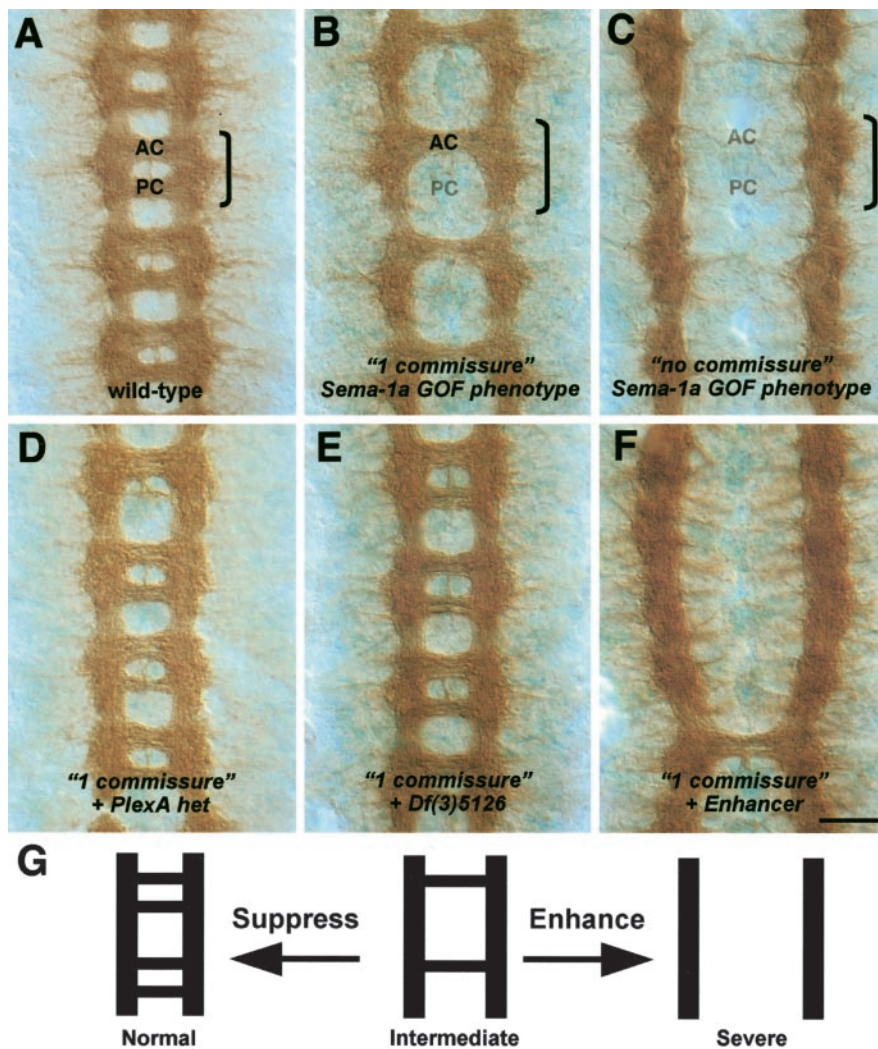 A
AC
PC
wild-type
B
AC
PC
"1 commissure"
Sema-1a GOF phenotype
C
AC
PC
"no commissure"
Sema-1a GOF phenotype
D
"1 commissure"
+ PlexA het
E
"1 commissure"
+ Df(3)5126
F
"1 commissure"
+ Enhancer
G
Suppress
Enhance
Normal
Intermediate
Severe